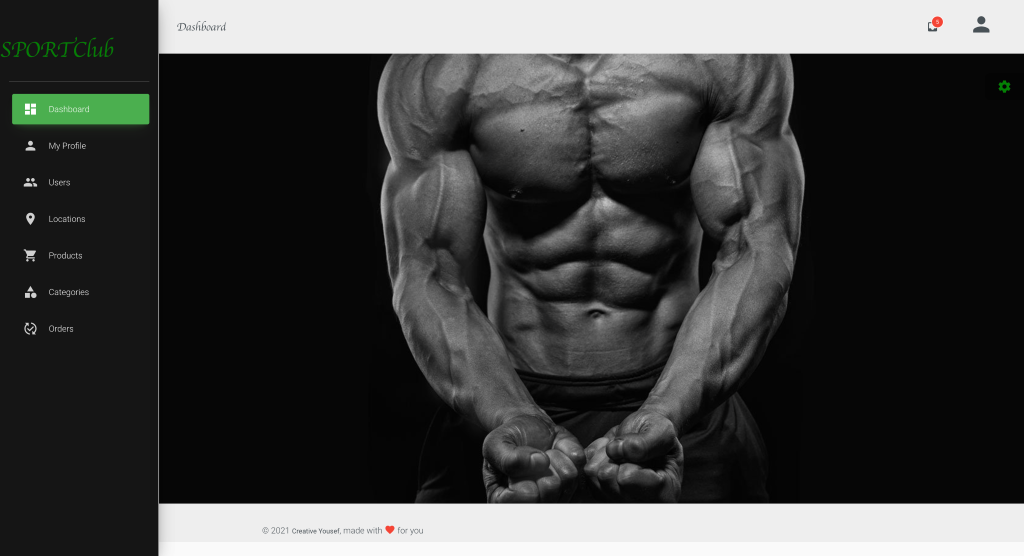 SPORTClub
Dashboard
My Profile
Users
Locations
Products
Categories
Orders
Dashboard
5
© 2021 Creative Yousef, made with for you